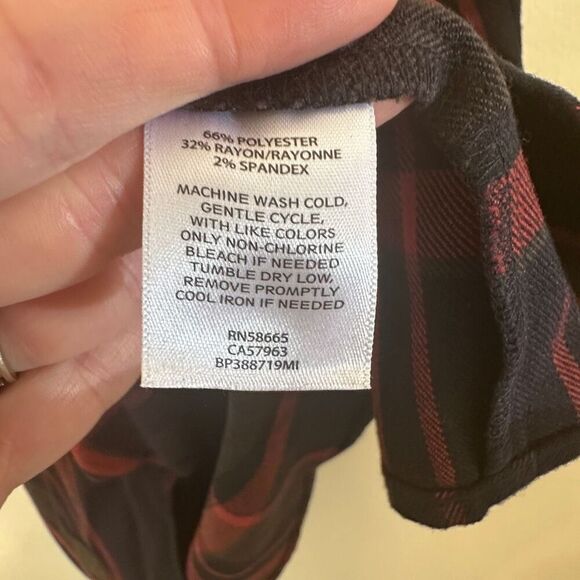 66% POLYESTER
32% RAYON/RAYONNE
2% SPANDEX
MACHINE WASH COLD,
GENTLE CYCLE,
WITH LIKE COLORS
ONLY NON-CHLORINE
BLEACH IF NEEDED
TUMBLE DRY LOW,
REMOVE PROMPTLY
COOL IRON IF NEEDED
RN58665
CA57963
BP388719MI